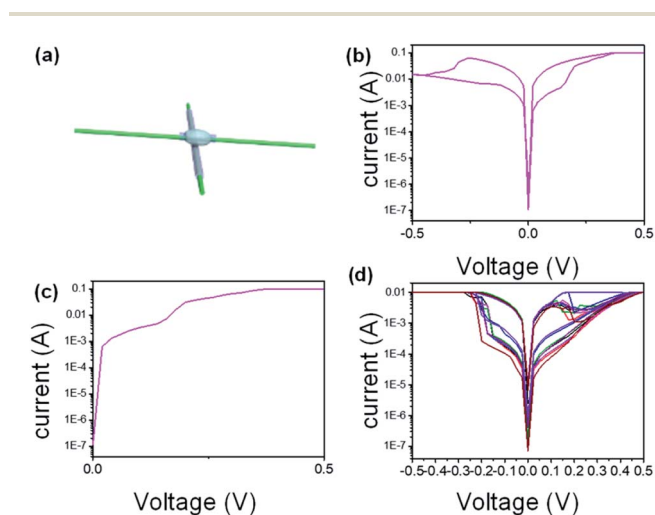 (a)
(b)
current (A)
0.1
0.01
1E-3
1E-4
1E-5
1E-6
1E-7
-0.5 0.0 0.5
Voltage (V)
(c)
current (A)
0.1
0.01
1E-3
1E-4
1E-5
1E-6
1E-7
0.0 0.5
Voltage (V)
(d)
current (A)
0.01
1E-3
1E-4
1E-5
1E-6
1E-7
-0.5-0.4-0.3-0.2-0.10.0 0.1 0.2 0.3 0.4 0.5
Voltage (V)